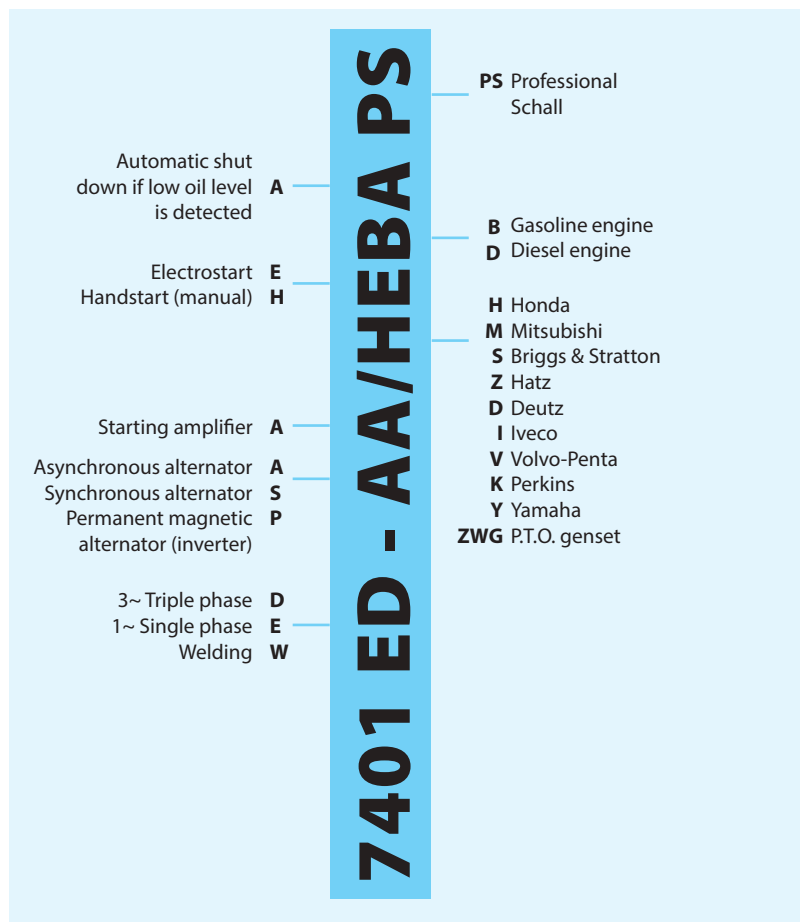 7401 ED - AA/HEBA PS
Automatic shut
down if low oil level A
is detected
Electrostart E
Handstart (manual) H
Starting amplifier A
Asynchronous alternator A
Synchronous alternator S
Permanent magnetic P
alternator (inverter)
3~ Triple phase D
1~ Single phase E
Welding W
PS Professional
Schall
B Gasoline engine
D Diesel engine
H Honda
M Mitsubishi
S Briggs & Stratton
Z Hatz
D Deutz
I Iveco
V Volvo-Penta
K Perkins
Y Yamaha
ZWG P.T.O. genset